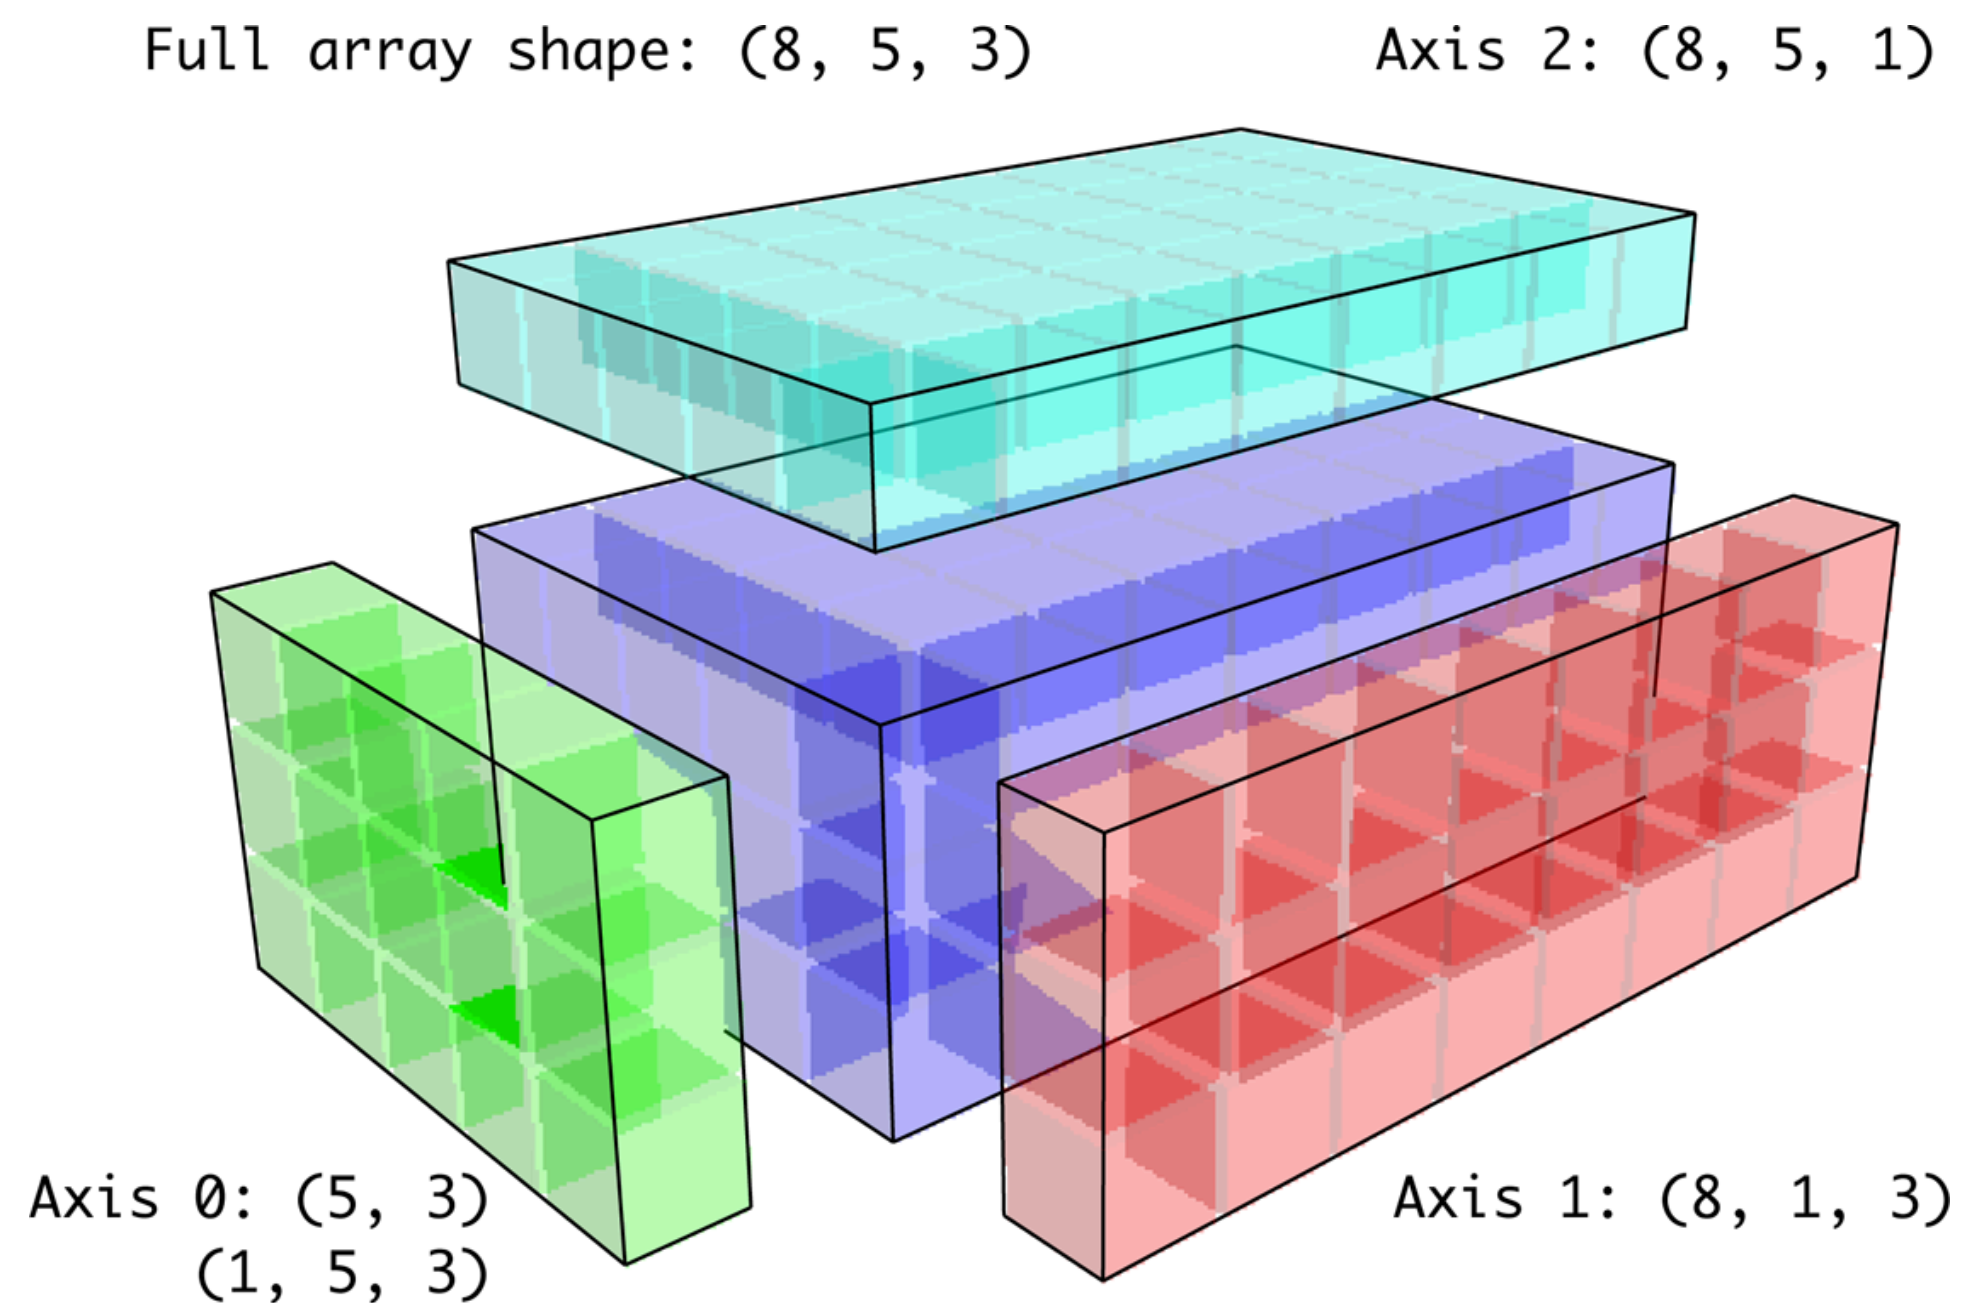 Full array shape: (8, 5, 3)
Axis 2: (8, 5, 1)
Axis 0: (5, 3)
(1, 5, 3)
Axis 1: (8, 1, 3)